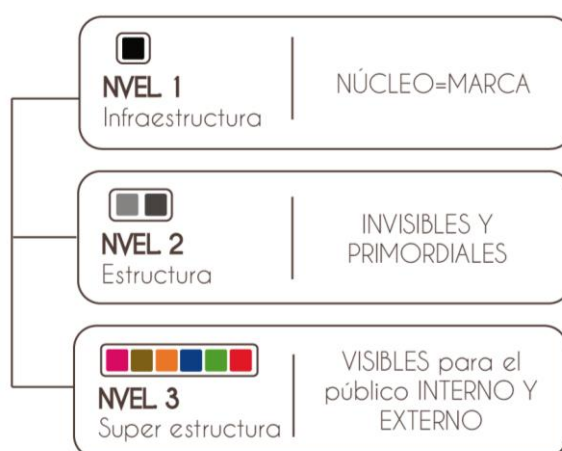 NVEL 1
Infraestructura
NÚCLEO=MARCA
NVEL 2
Estructura
INVISIBLES Y
PRIMORDIALES
NVEL 3
Super estructura
VISIBLES para el
público INTERNO Y
EXTERNO